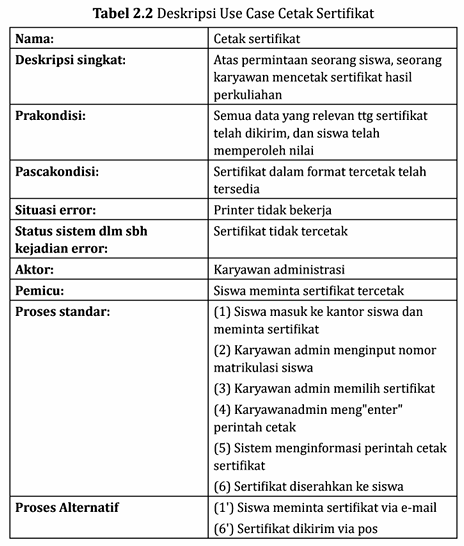 Tabel 2.2 Deskripsi Use Case Cetak Sertifikat
Nama:
Cetak sertifikat
Deskripsi singkat:
Atas permintaan seorang siswa, seorang
karyawan mencetak sertifikat hasil
perkuliahan
Prakondisi:
Semua data yang relevan ttg sertifikat
telah dikirim, dan siswa telah
memperoleh nilai
Pascakondisi:
Sertifikat dalam format tercetak telah
tersedia
Situasi error:
Printer tidak bekerja
Status sistem dlm sbh
kejadian error:
Sertifikat tidak tercetak
Aktor:
Karyawan administrasi
Pemicu:
Siswa meminta sertifikat tercetak
Proses standar:
(1) Siswa masuk ke kantor siswa dan
meminta sertifikat
(2) Karyawan admin menginput nomor
matrikulasi siswa
(3) Karyawan admin memilih sertifikat
(4) Karyawanadmin meng"enter"
perintah cetak
(5) Sistem menginformasi perintah cetak
sertifikat
(6) Sertifikat diserahkan ke siswa
Proses Alternatif
(1') Siswa meminta sertifikat via e-mail
(6') Sertifikat dikirim via pos